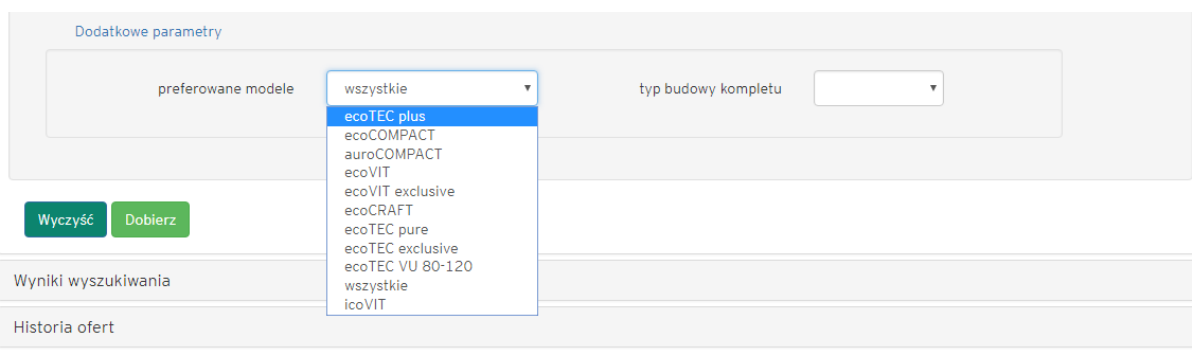 Dodatkowe parametry
preferowane modele wszystkie typ budowy kompletu
ecoTEC plus
ecoCOMPACT
auroCOMPACT
ecoVIT
ecoVIT exclusive
ecoCRAFT
ecoTEC pure
ecoTEC exclusive
ecoTEC VU 80-120
wszystkie
icoVIT
Wyczyść Dobierz
Wyniki wyszukiwania
Historia ofert